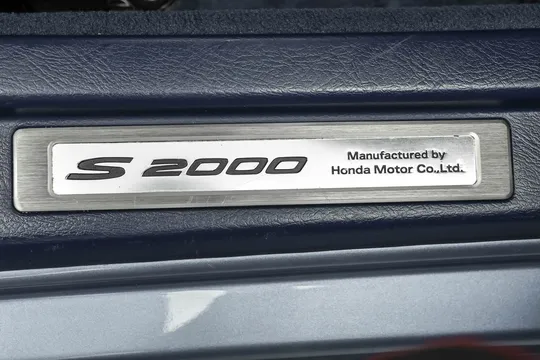 S 2000
Manufactured by
Honda Motor Co.,Ltd.